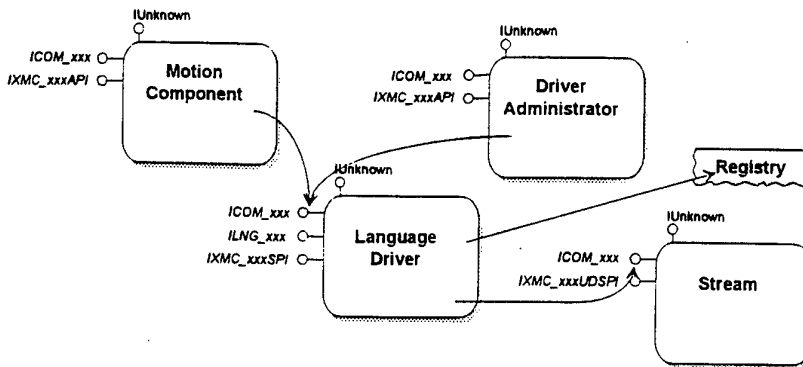 IUnknown
ICOM_xxx
IXMC_xxxAPI
Motion
Component
IUnknown
ICOM_xxx
IXMC_xxxAPI
Driver
Administrator
Registry
IUnknown
ICOM_xxx
ILNG_xxx
IXMC_xxxSPI
Language
Driver
IUnknown
ICOM_xxx
IXMC_xxxUDSPI
Stream